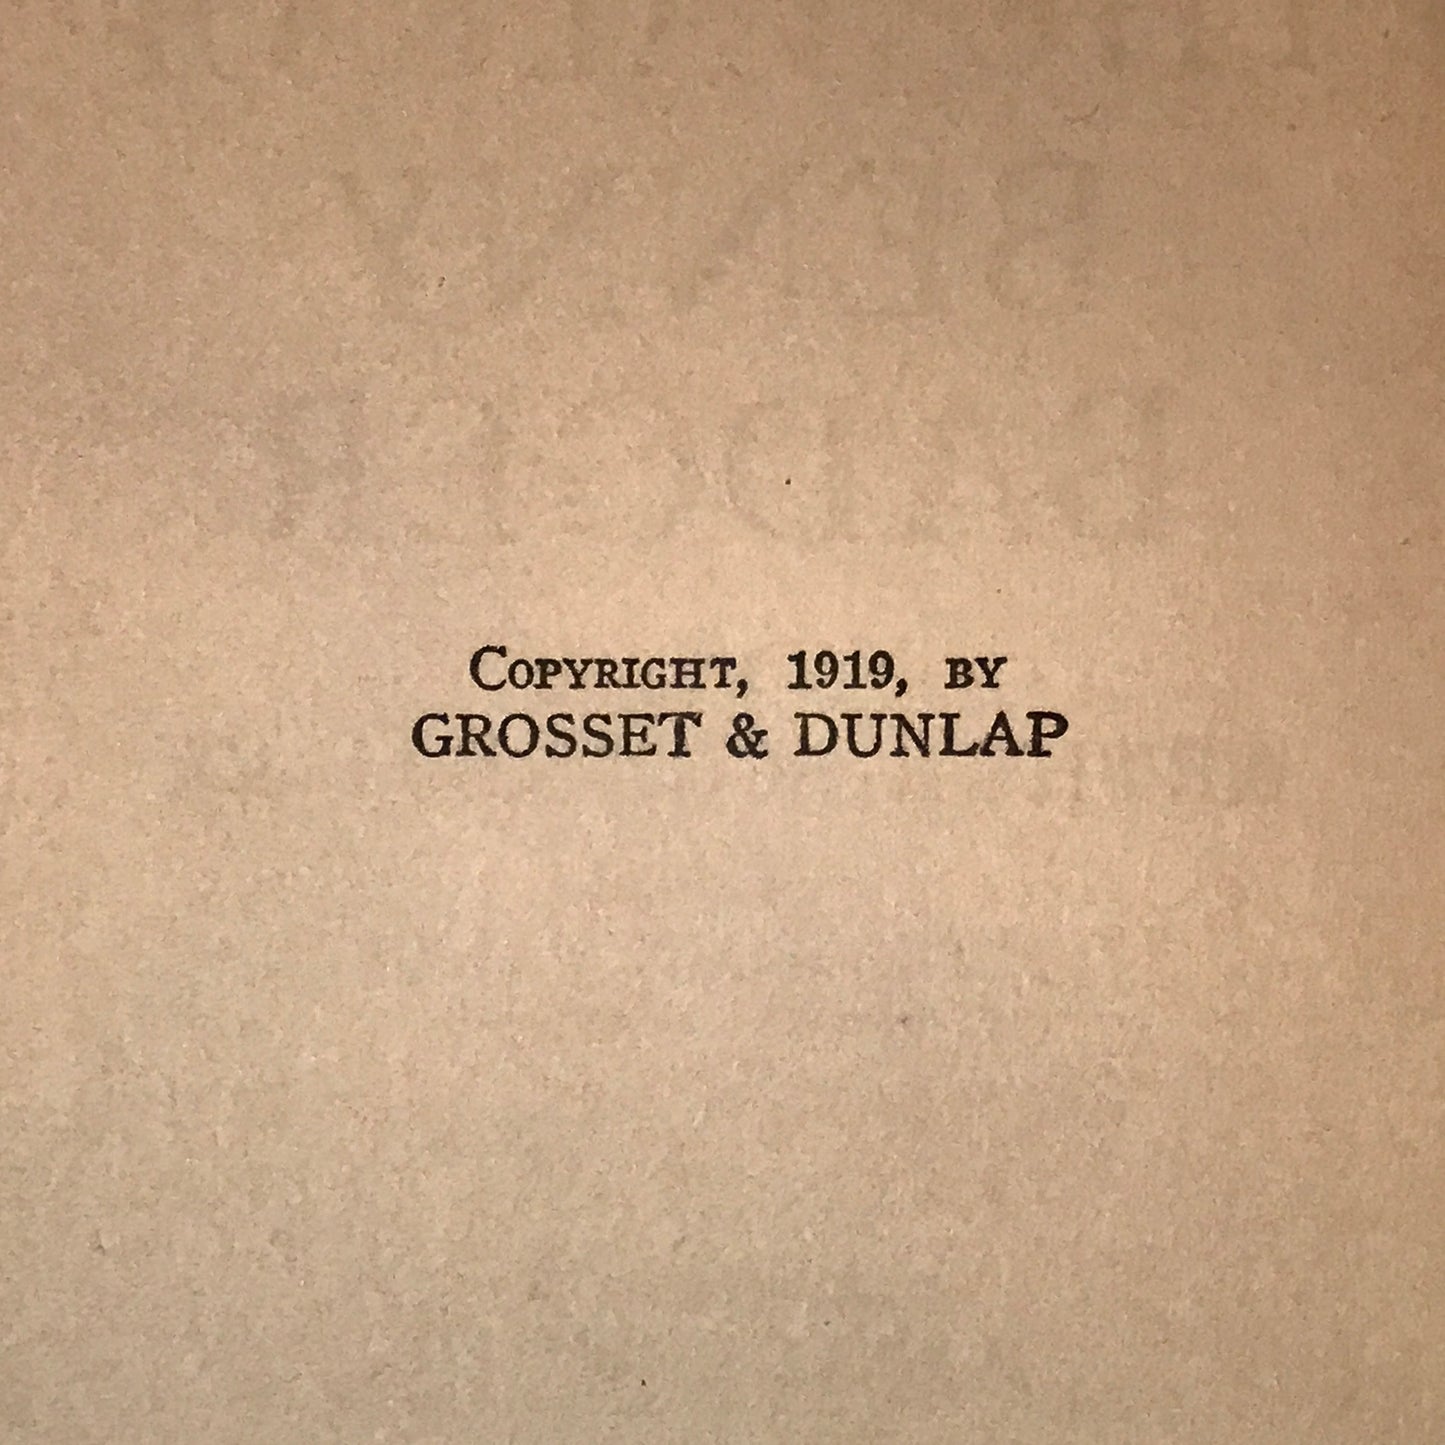 Copyright, 1919, by
GROSSET & DUNLAP